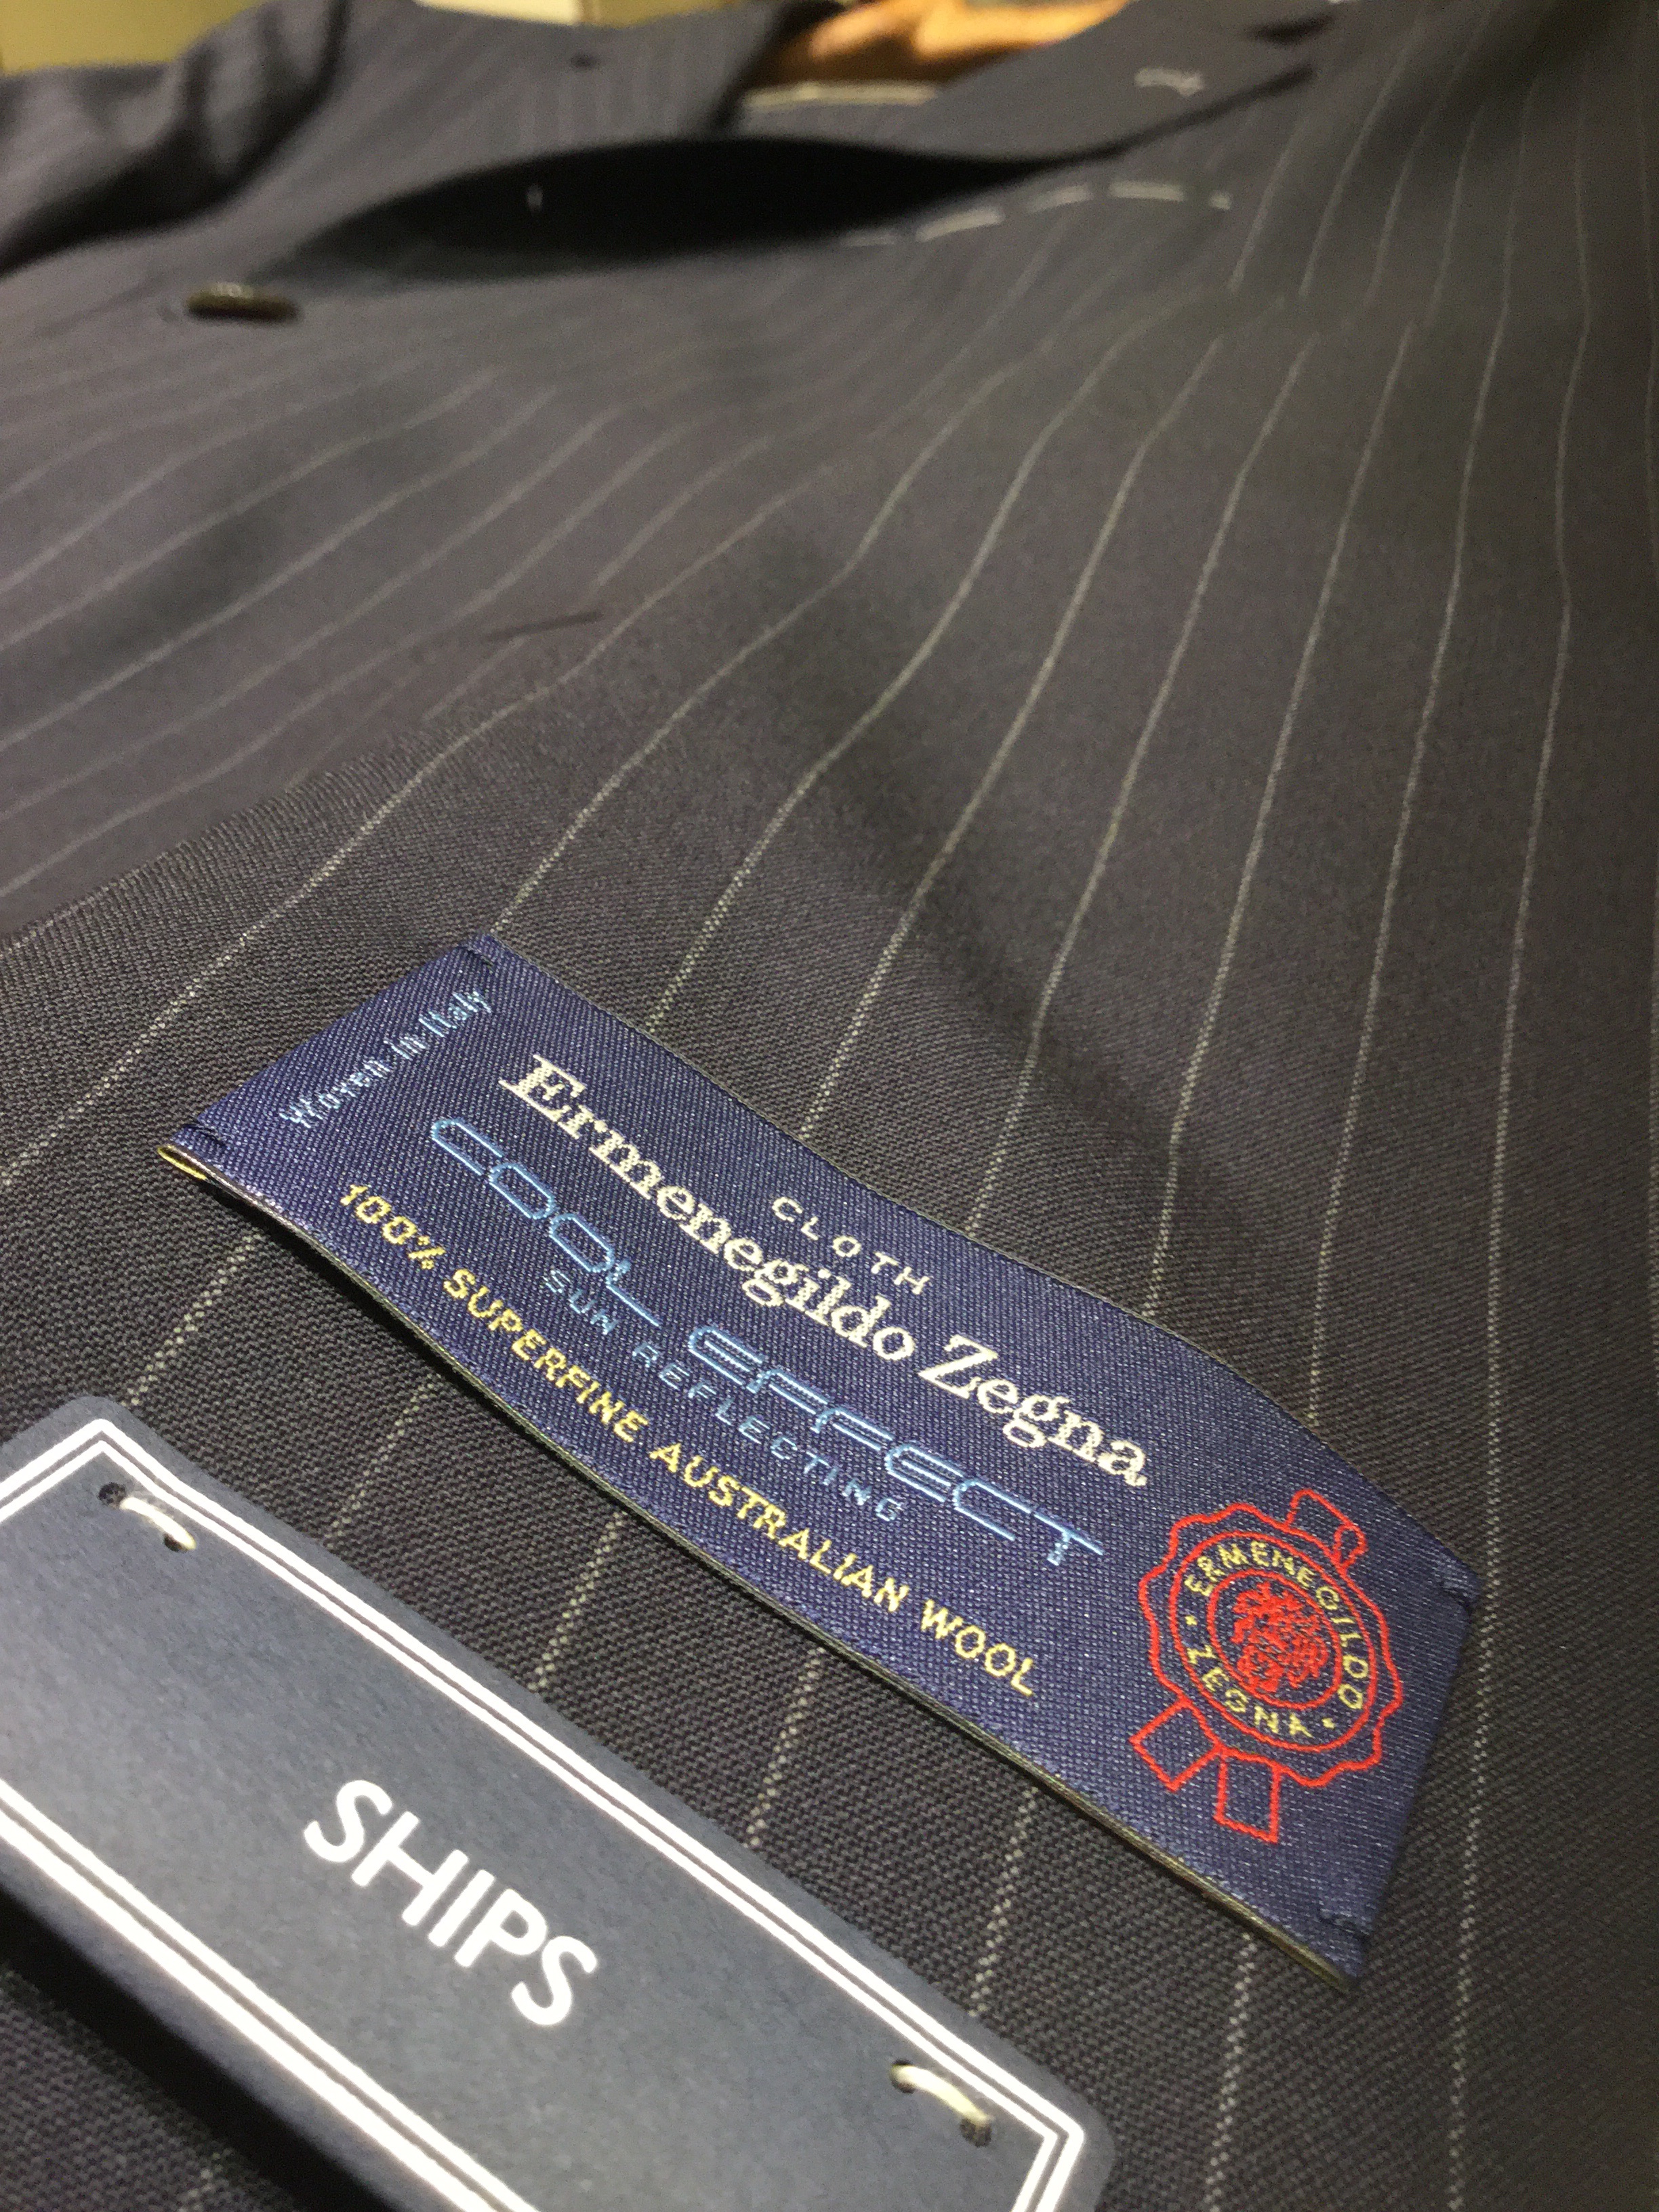 Woven in Italy
CLOTH
Ermenegildo Zegna
COOL EFFECT
SUN REFLECTING
100% SUPERFINE AUSTRALIAN WOOL
ERMENEGILDO
· ZEGNA ·
SHIPS